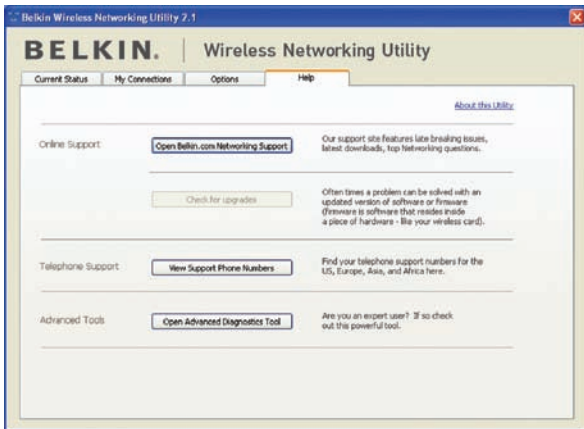 Belkin Wireless Networking Utility 2.1
BELKIN. Wireless Networking Utility
Current Status My Connections Options Help
About this Utility
Online Support
Open Belkin.com Networking Support
Our support site features late breaking issues,
latest downloads, top Networking questions.
Check for upgrades
Often times a problem can be solved with an
updated version of software or firmware
(firmware is software that resides inside
a piece of hardware - like your wireless card).
Telephone Support
View Support Phone Numbers
Find your telephone support numbers for the
US, Europe, Asia, and Africa here.
Advanced Tools
Open Advanced Diagnostics Tool
Are you an expert user? If so check
out this powerful tool.